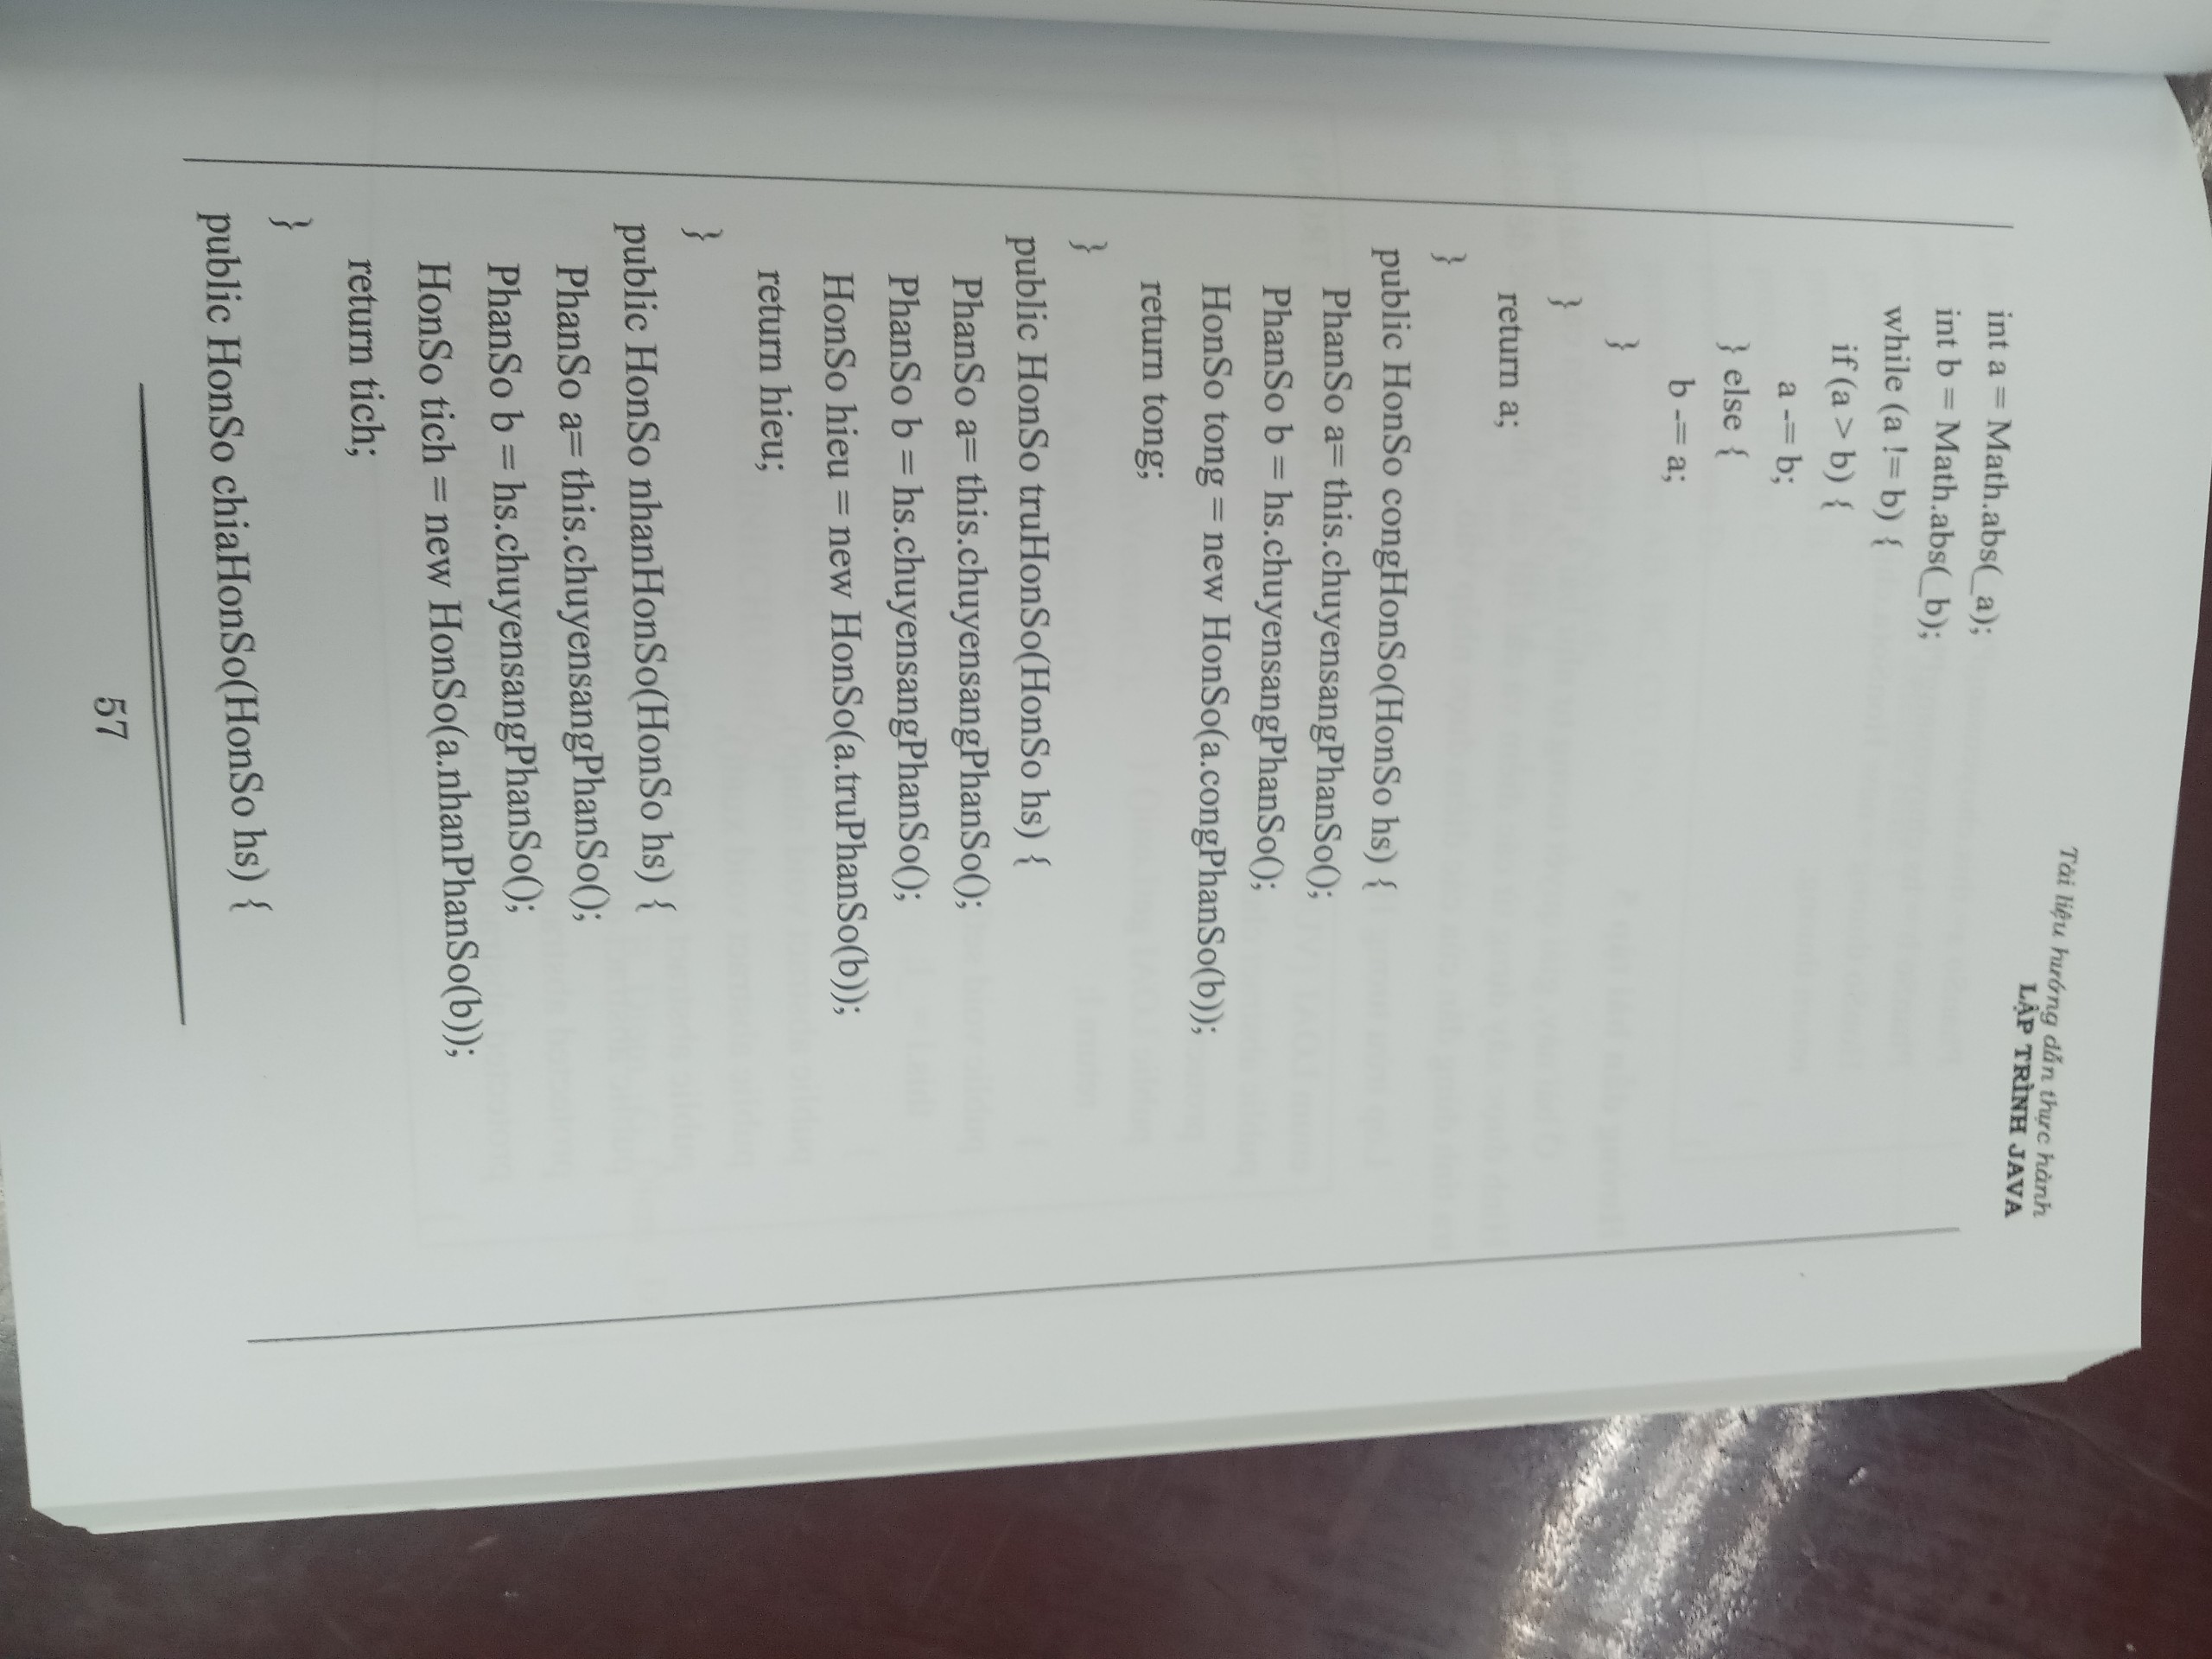 Tài liệu hướng dẫn thực hành
LẬP TRÌNH JAVA
int a = Math.abs(_a);
int b = Math.abs(_b);
while (a != b) {
if (a > b) {
a -= b;
} else {
b -= a;
}
}
return a;
}
public HonSo congHonSo(HonSo hs) {
PhanSo a= this.chuyensangPhanSo();
PhanSo b = hs.chuyensangPhanSo();
HonSo tong = new HonSo(a.congPhanSo(b));
return tong;
}
public HonSo truHonSo(HonSo hs) {
PhanSo a= this.chuyensangPhanSo();
PhanSo b = hs.chuyensangPhanSo();
HonSo hieu = new HonSo(a.truPhanSo(b));
return hieu;
}
public HonSo nhanHonSo(HonSo hs) {
PhanSo a= this.chuyensangPhanSo();
PhanSo b = hs.chuyensangPhanSo();
HonSo tich = new HonSo(a.nhanPhanSo(b));
return tich;
}
public HonSo chiaHonSo(HonSo hs) {
57